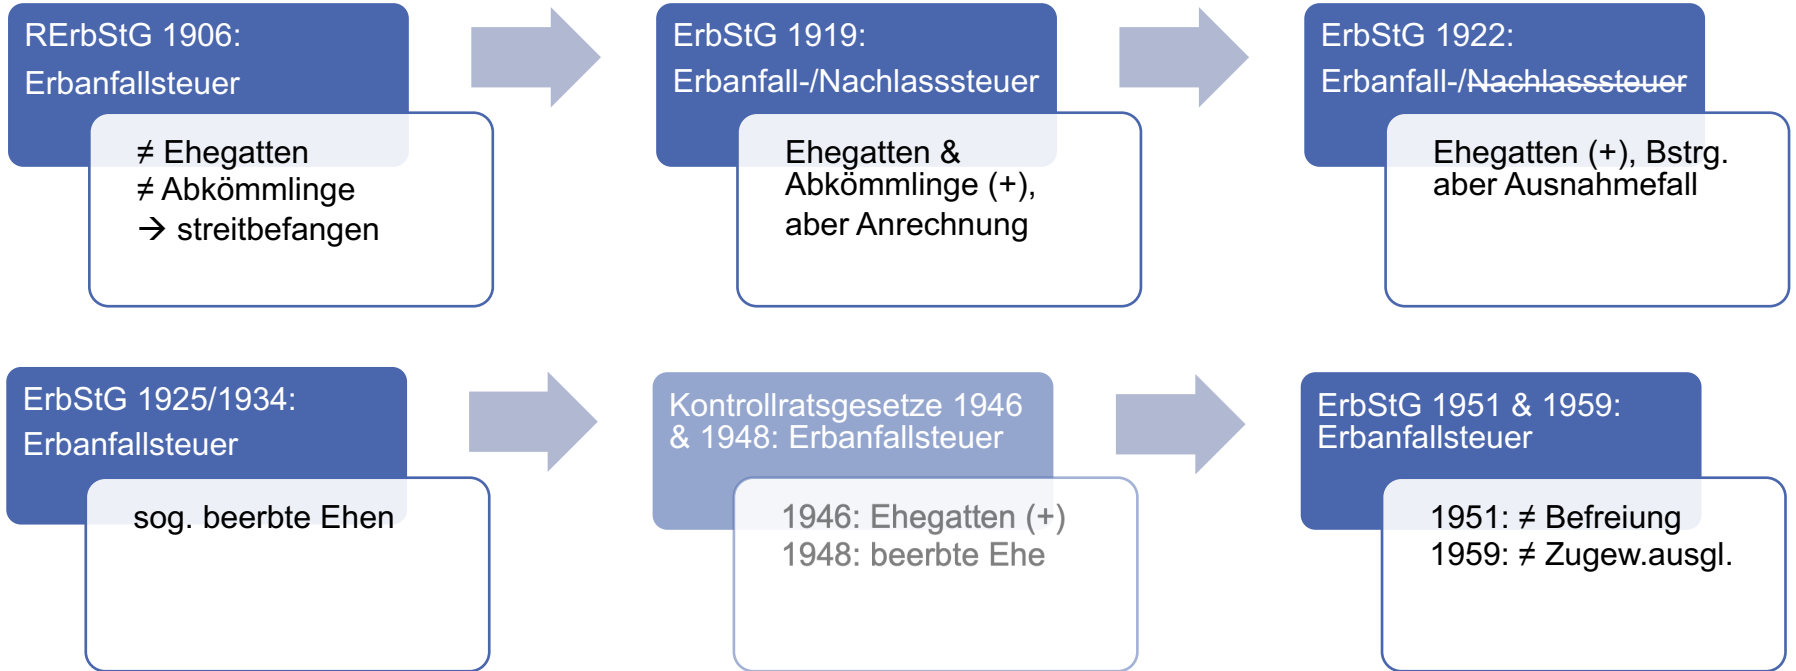 RErbStG 1906:
Erbanfallsteuer
≠ Ehegatten
≠ Abkömmlinge
→ streitbefangen
ErbStG 1919:
Erbanfall-/Nachlasssteuer
Ehegatten &
Abkömmlinge (+),
aber Anrechnung
ErbStG 1922:
Erbanfall-/Nachlasssteuer
Ehegatten (+), Bstrg.
aber Ausnahmefall
ErbStG 1925/1934:
Erbanfallsteuer
sog. beerbte Ehen
Kontrollratsgesetze 1946
& 1948: Erbanfallsteuer
1946: Ehegatten (+)
1948: beerbte Ehe
ErbStG 1951 & 1959:
Erbanfallsteuer
1951: ≠ Befreiung
1959: ≠ Zugew.ausgl.